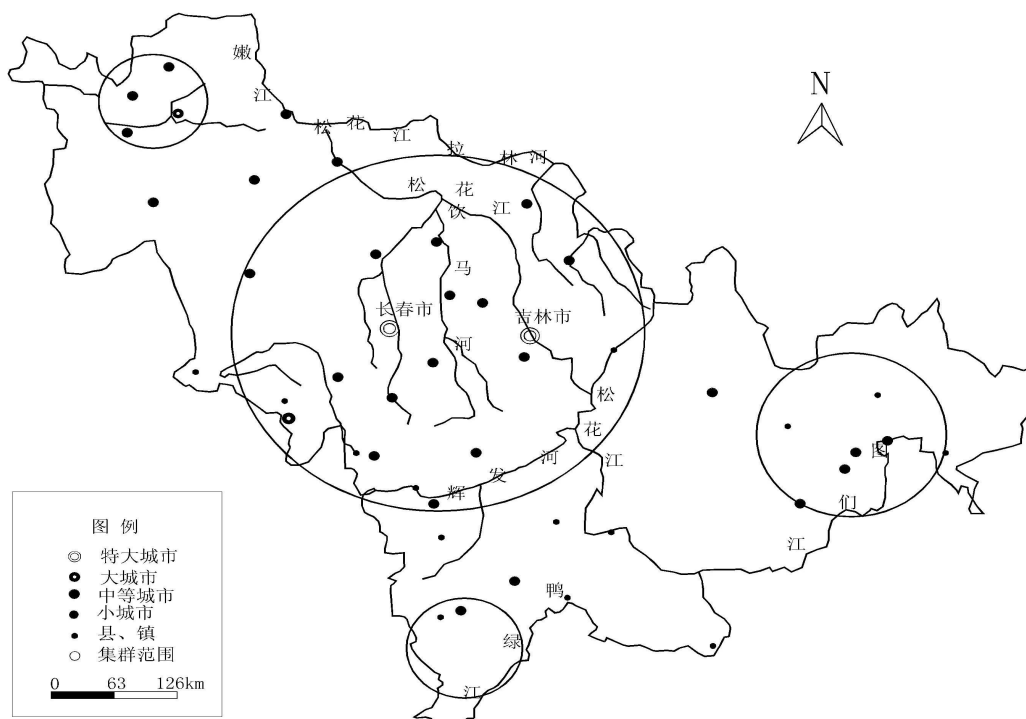 N
嫩
江
松
花
江
拉
林
河
松
花
江
饮
马
河
长春市
吉林市
松
花
江
辉
发
河
图
们
江
鸭
绿
江
图 例
特大城市
大城市
中等城市
小城市
县、镇
集群范围
0 63 126km